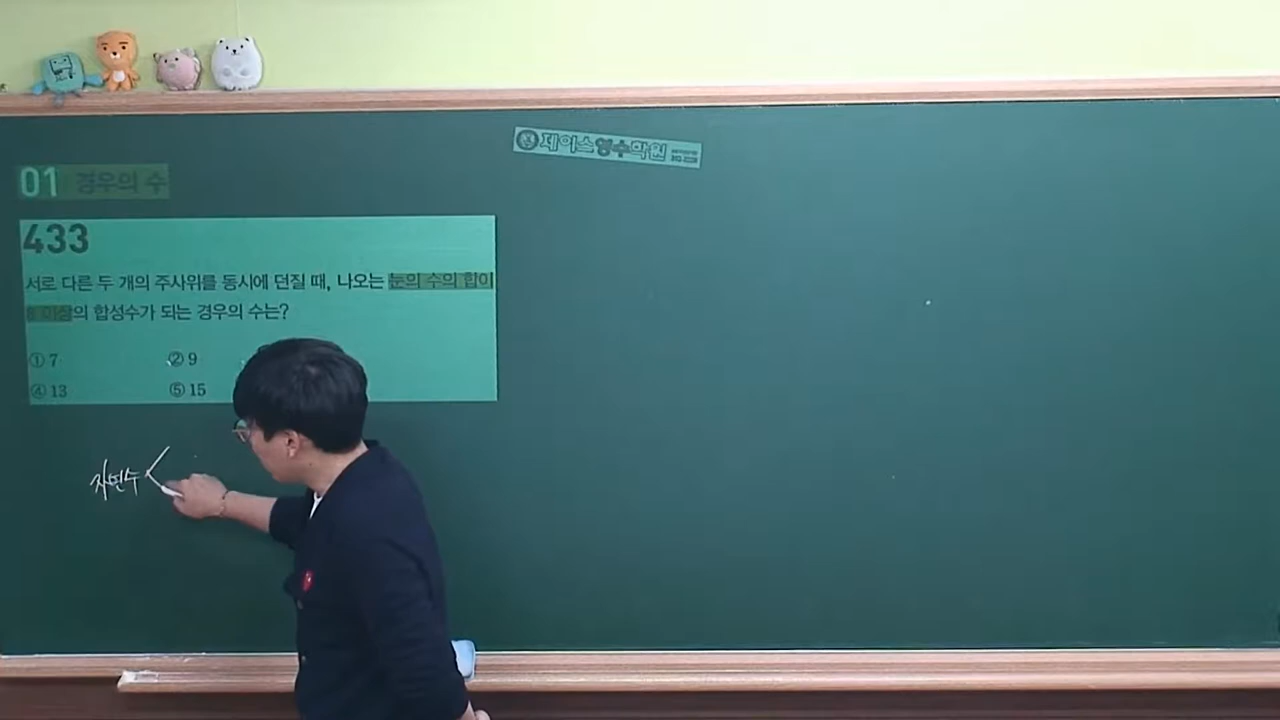 제이스영수학원
01 경우의 수
433
서로 다른 두 개의 주사위를 동시에 던질 때, 나오는 눈의 수의 합이
8 이상의 합성수가 되는 경우의 수는?
① 7 ② 9
④ 13 ⑤ 15
자연수